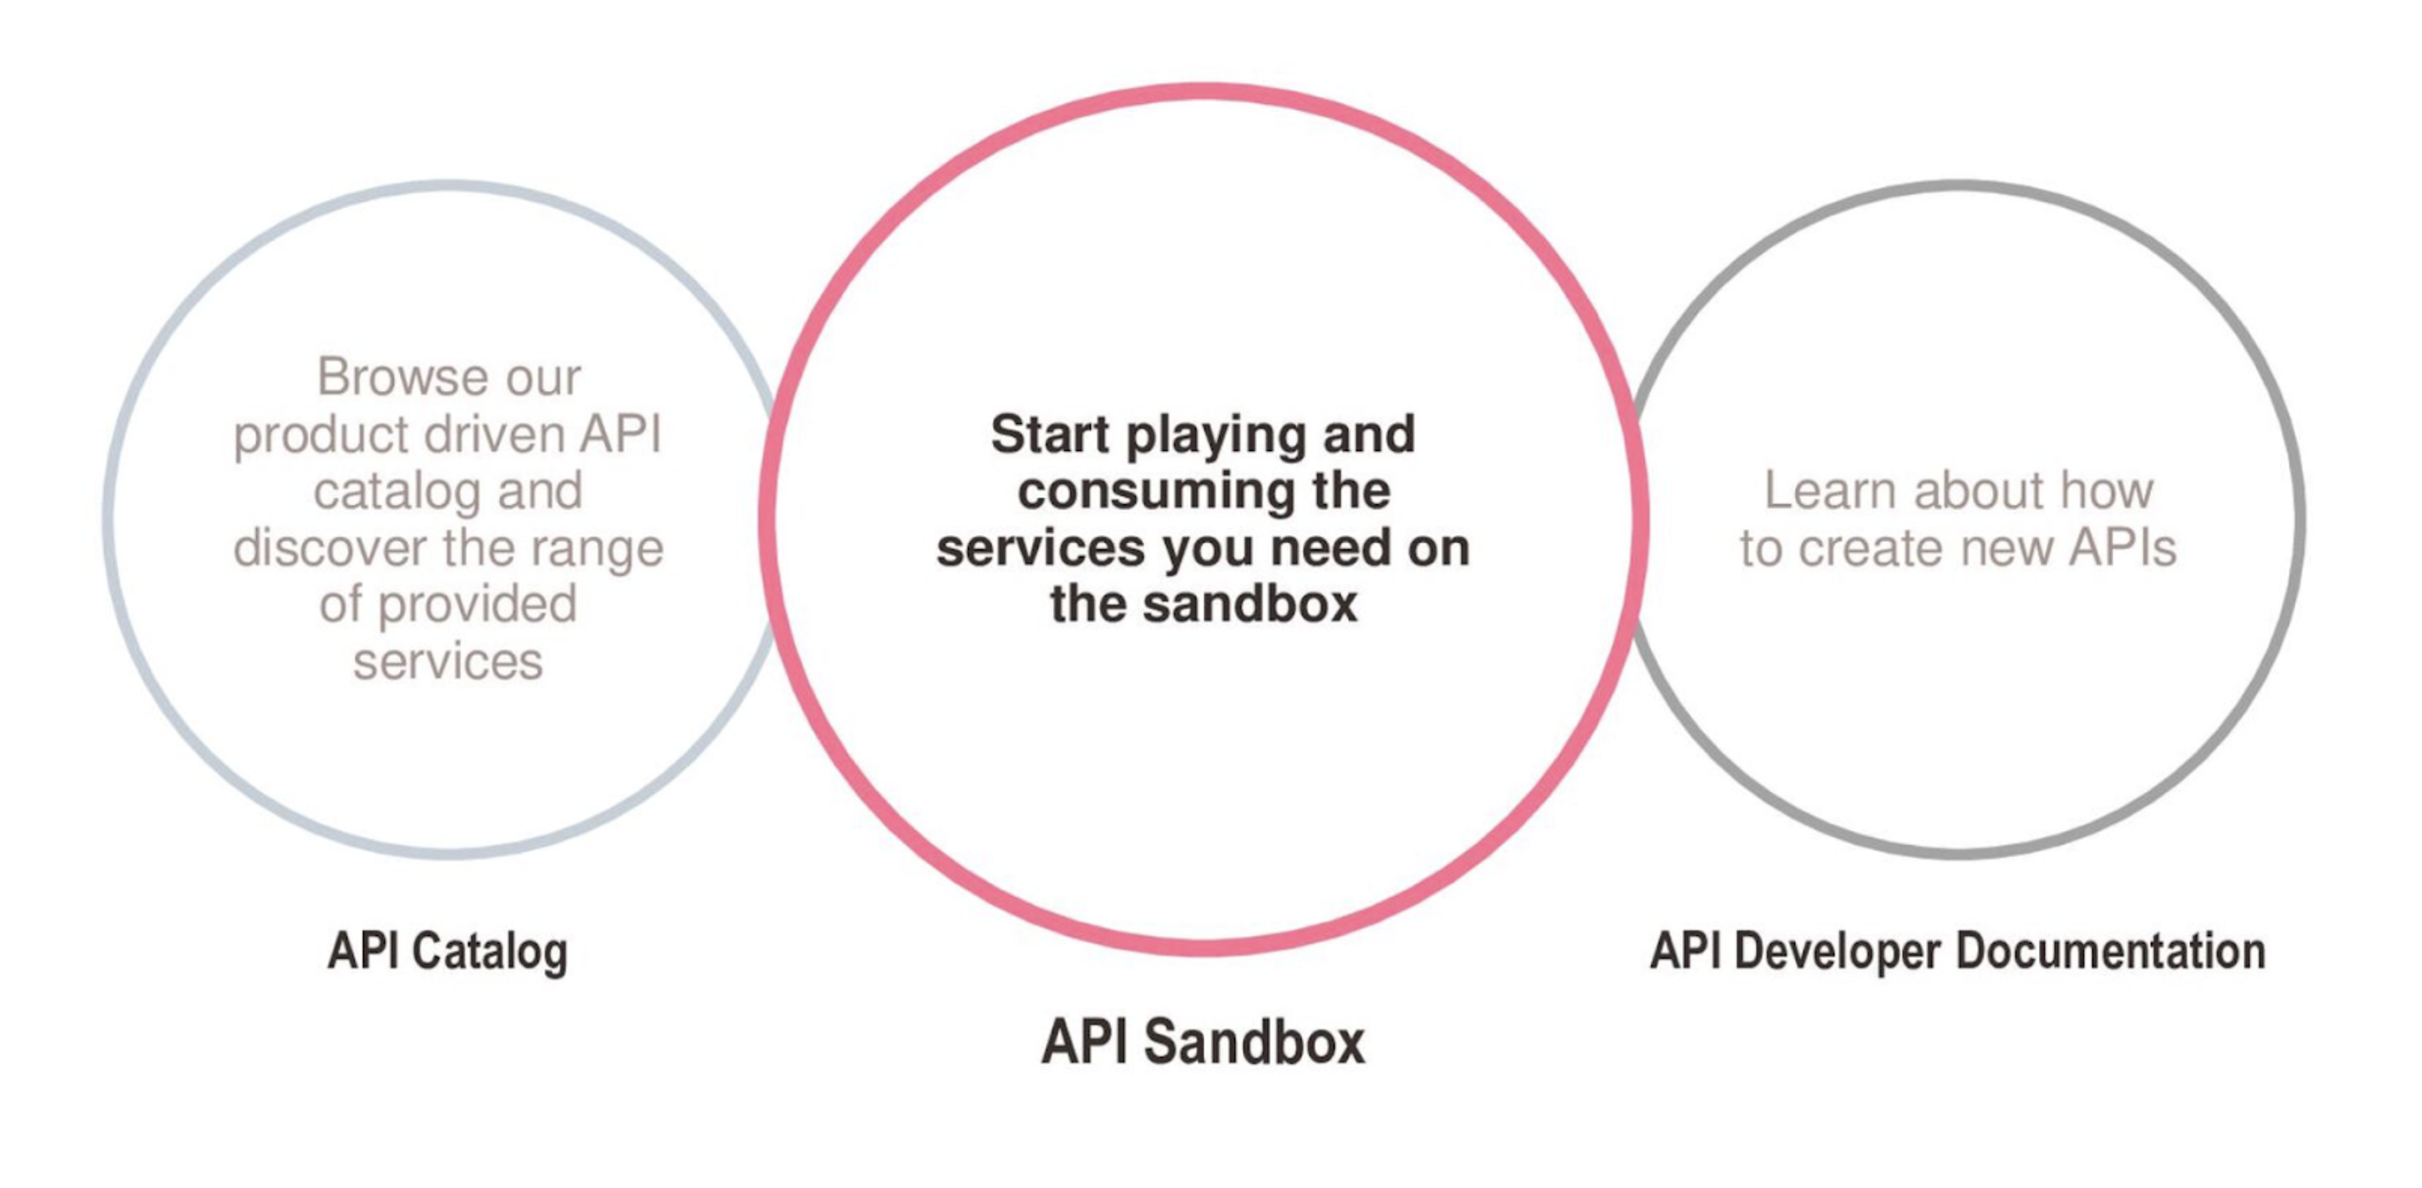 Browse our
product driven API
catalog and
discover the range
of provided
services
API Catalog
Start playing and
consuming the
services you need on
the sandbox
API Sandbox
Learn about how
to create new APIs
API Developer Documentation